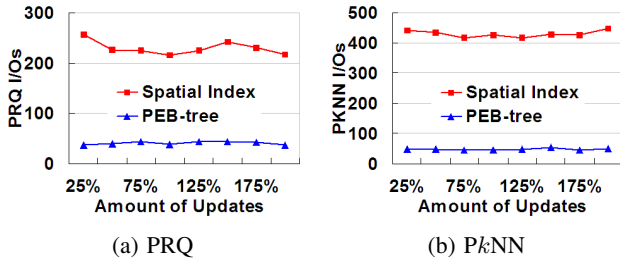 300
200
100
0
PRQ I/Os
Spatial Index
PEB-tree
25% 75% 125% 175%
Amount of Updates
(a) PRQ
500
400
300
200
100
0
PKNN I/Os
Spatial Index
PEB-tree
25% 75% 125% 175%
Amount of Updates
(b) PkNN